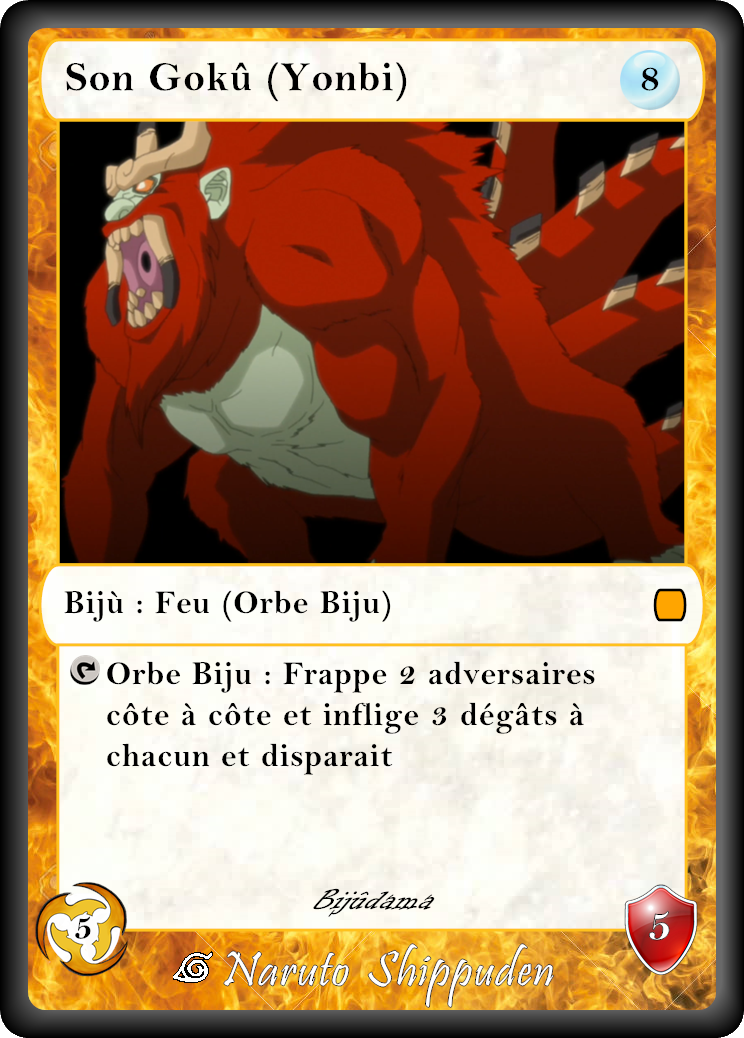 Son Gokû (Yonbi)
8
Bijù : Feu (Orbe Biju)
Orbe Biju : Frappe 2 adversaires
côte à côte et inflige 3 dégâts à
chacun et disparait
Bijûdama
5
5
Naruto Shippuden